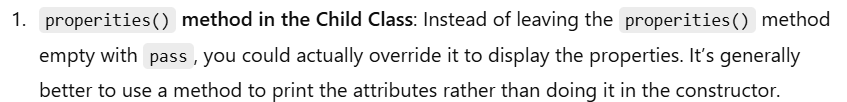 1. properities() method in the Child Class: Instead of leaving the properities() method
empty with pass, you could actually override it to display the properties. It’s generally
better to use a method to print the attributes rather than doing it in the constructor.